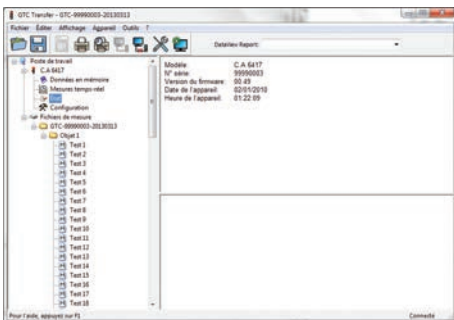 GTC Transfer - GTC-99990003-20130313
Fichier Editer Affichage Appareil Outils ?
DataView Report:
Poste de travail
C.A 6417
Données en mémoire
Mesures temps réel
Configuration
Fichiers de mesure
GTC-99990003-20130313
Objet 1
Test 1
Test 2
Test 3
Test 4
Test 5
Test 6
Test 7
Test 8
Test 9
Test 10
Test 11
Test 12
Test 13
Test 14
Test 15
Test 16
Test 17
Test 18
Modèle: C.A 6417
N° série: 99990003
Version du firmware: 00.49
Date de l'appareil: 02/01/2010
Heure de l'appareil: 01:22:09
Pour l'aide, appuyez sur F1
Connecté